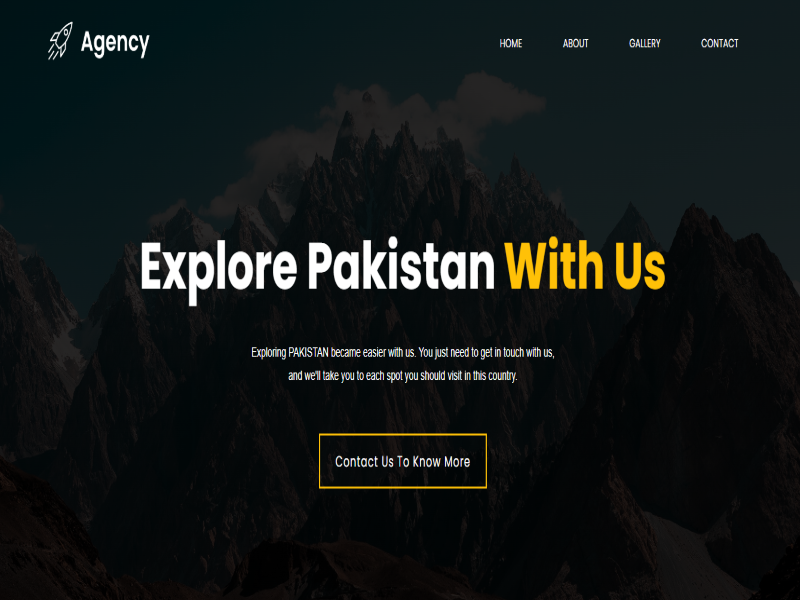 Agency
HOME ABOUT GALLERY CONTACT
Explore Pakistan With Us
Exploring PAKISTAN became easier with us. You just need to get in touch with us,
and we'll take you to each spot you should visit in this country.
Contact Us To Know More